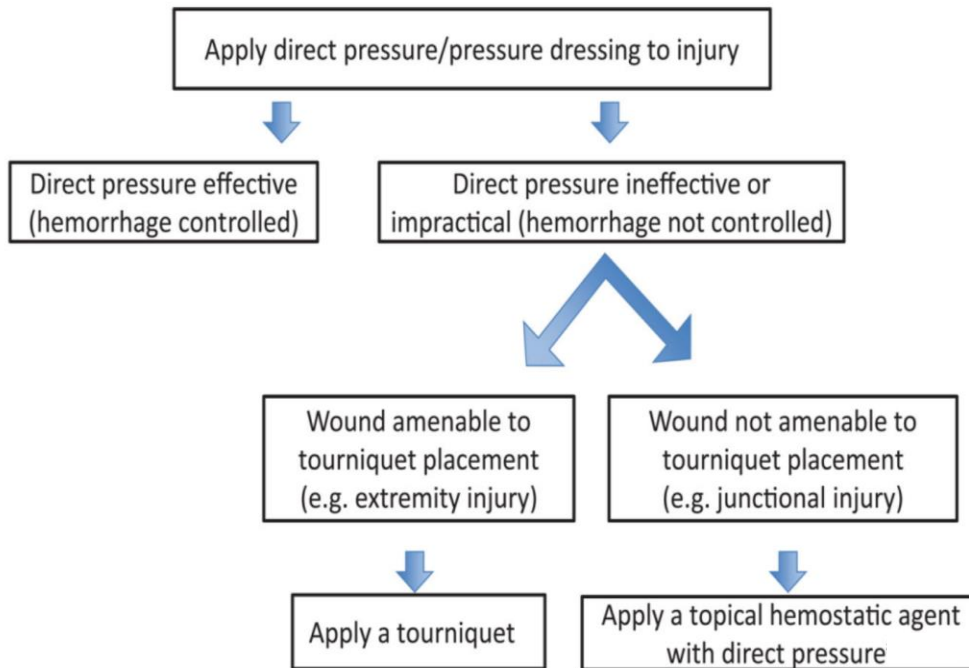 Apply direct pressure/pressure dressing to injury
Direct pressure effective
(hemorrhage controlled)
Direct pressure ineffective or
impractical (hemorrhage not controlled)
Wound amenable to
tourniquet placement
(e.g. extremity injury)
Wound not amenable to
tourniquet placement
(e.g. junctional injury)
Apply a tourniquet
Apply a topical hemostatic agent
with direct pressure